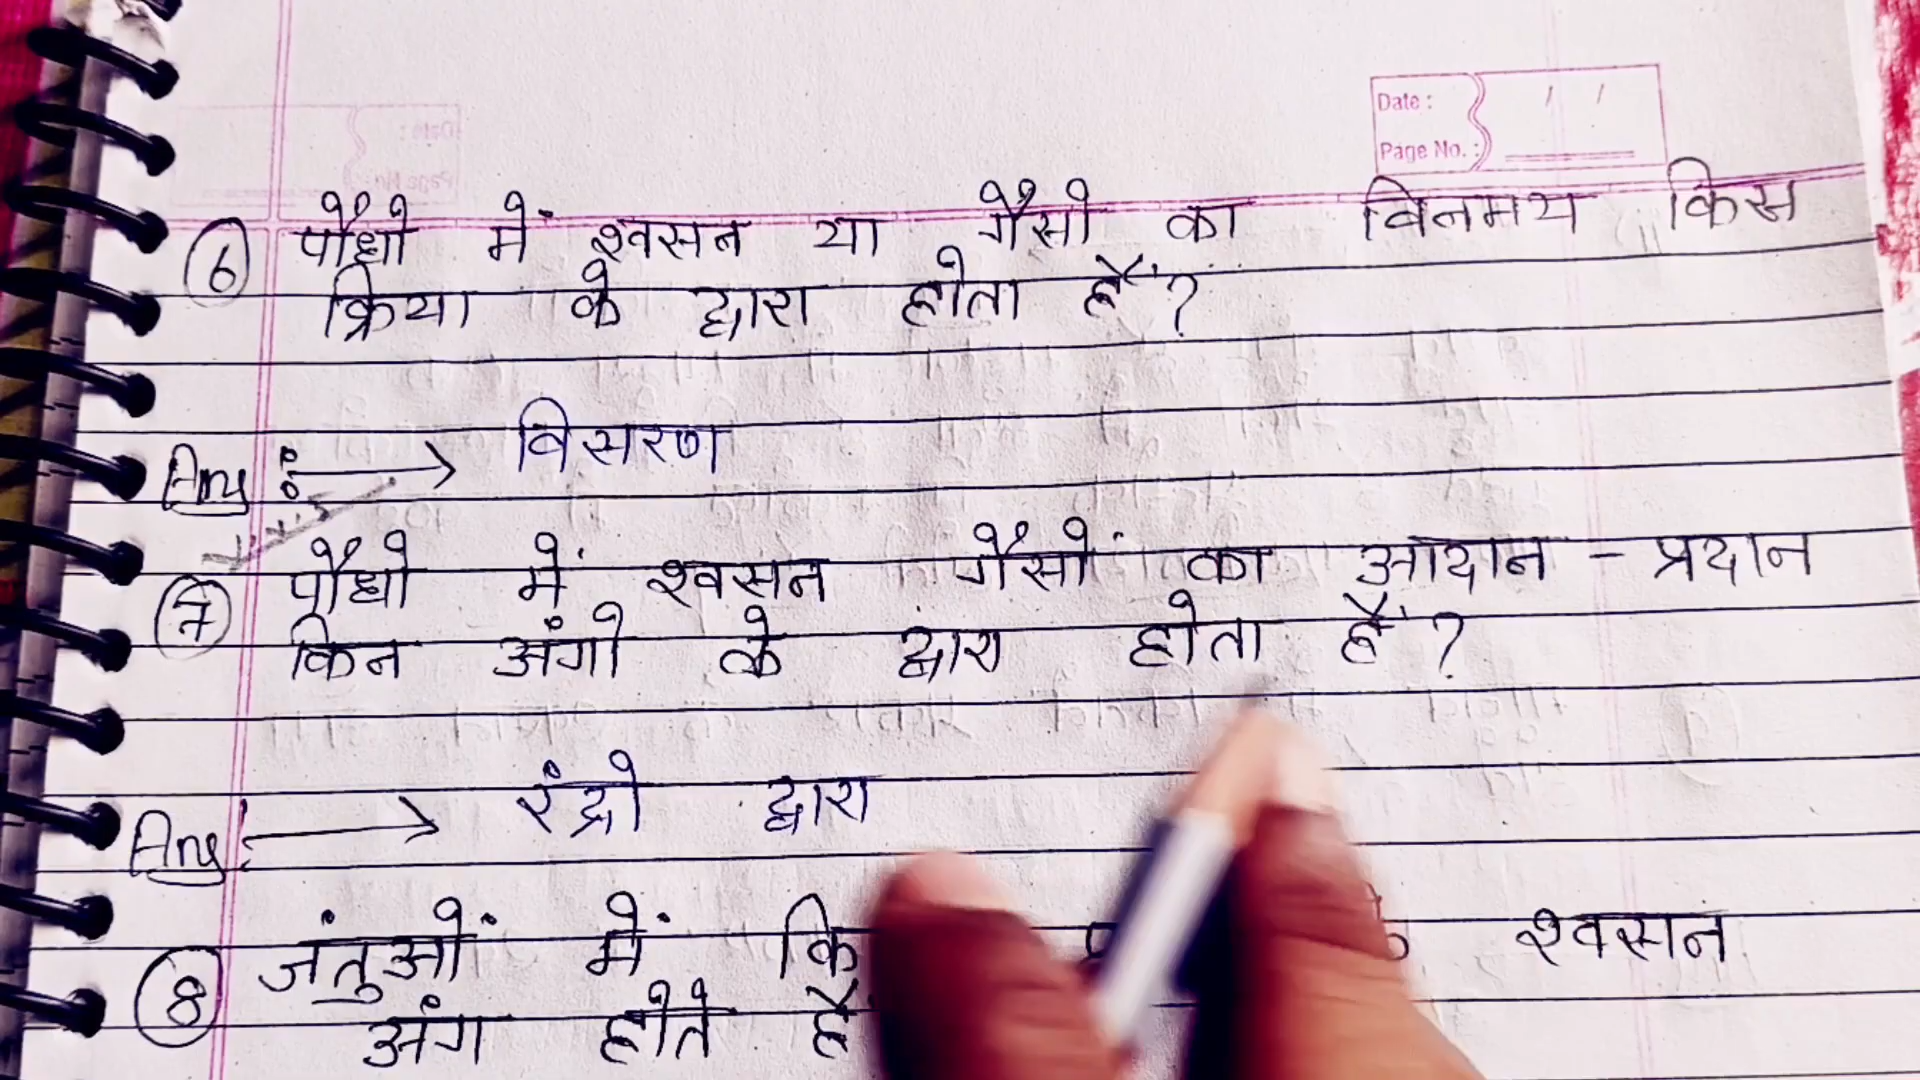 Date :
Page No. :
6 पौधो में श्वसन या गैसो का विनमय किस
क्रिया के द्वारा होता है ?
Ans :→ विसरण
7 पौधो में श्वसन गैसों का आदान - प्रदान
किन अंगो के द्वारा होता है ?
Ans :→ रंद्रो द्वारा
8 जंतुओं में श्वसन
अंग होते है